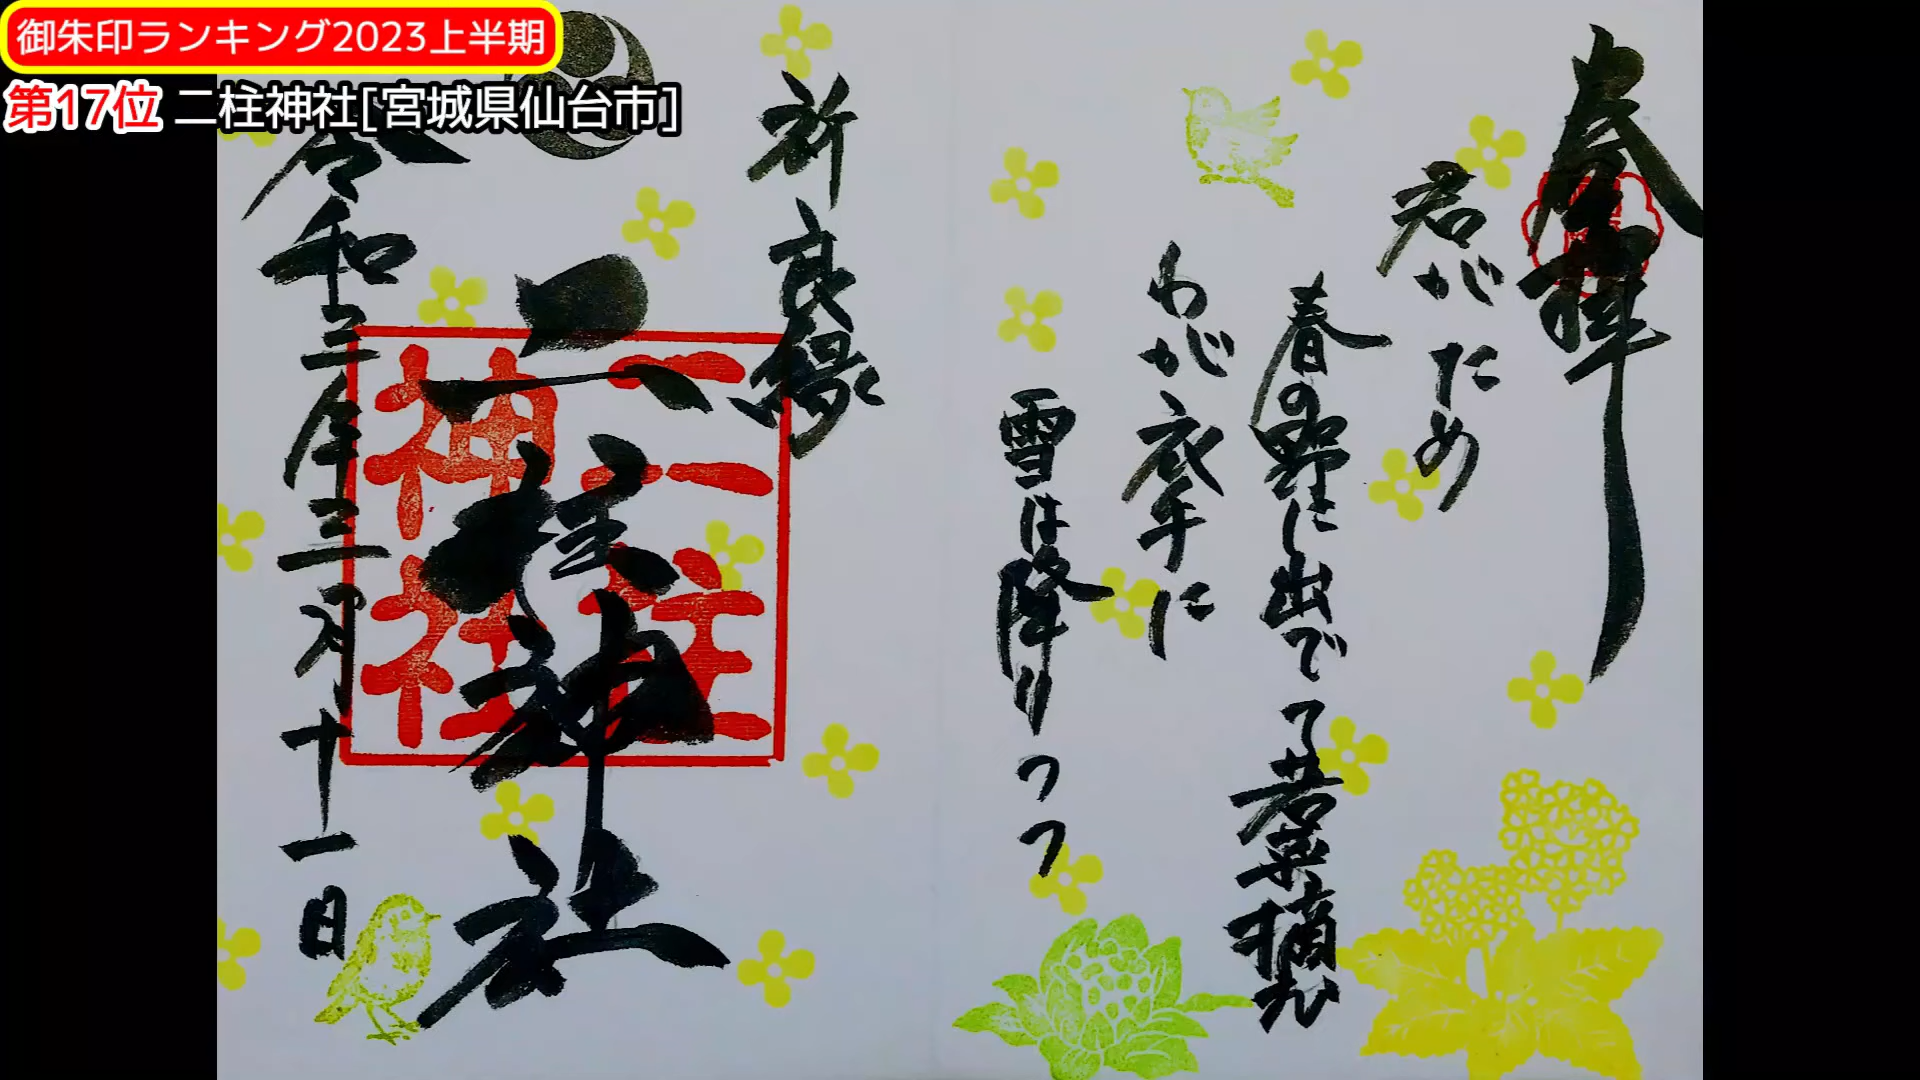 御朱印ランキング2023上半期
第17位 二柱神社[宮城県仙台市]
奉拝
君がため
春の野に出でて若菜摘む
わが衣手に
雪は降りつつ
祈良縁
二柱神社
二柱神社
令和三年三月十一日